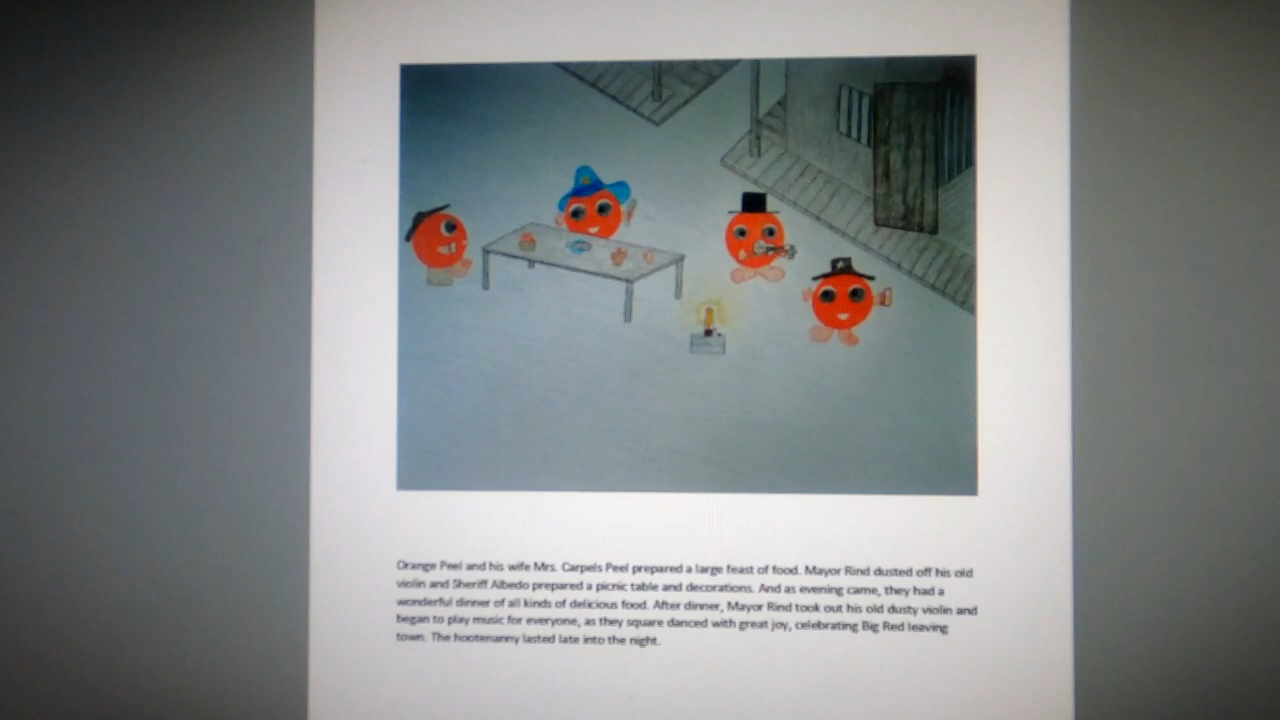 Orange Peel and his wife Mrs. Carpels Peel prepared a large feast of food. Mayor Rind dusted off his old
violin and Sheriff Albedo prepared a picnic table and decorations. And as evening came, they had a
wonderful dinner of all kinds of delicious food. After dinner, Mayor Rind took out his old dusty violin and
began to play music for everyone, as they square danced with great joy, celebrating Big Red leaving
town. The hootenanny lasted late into the night.